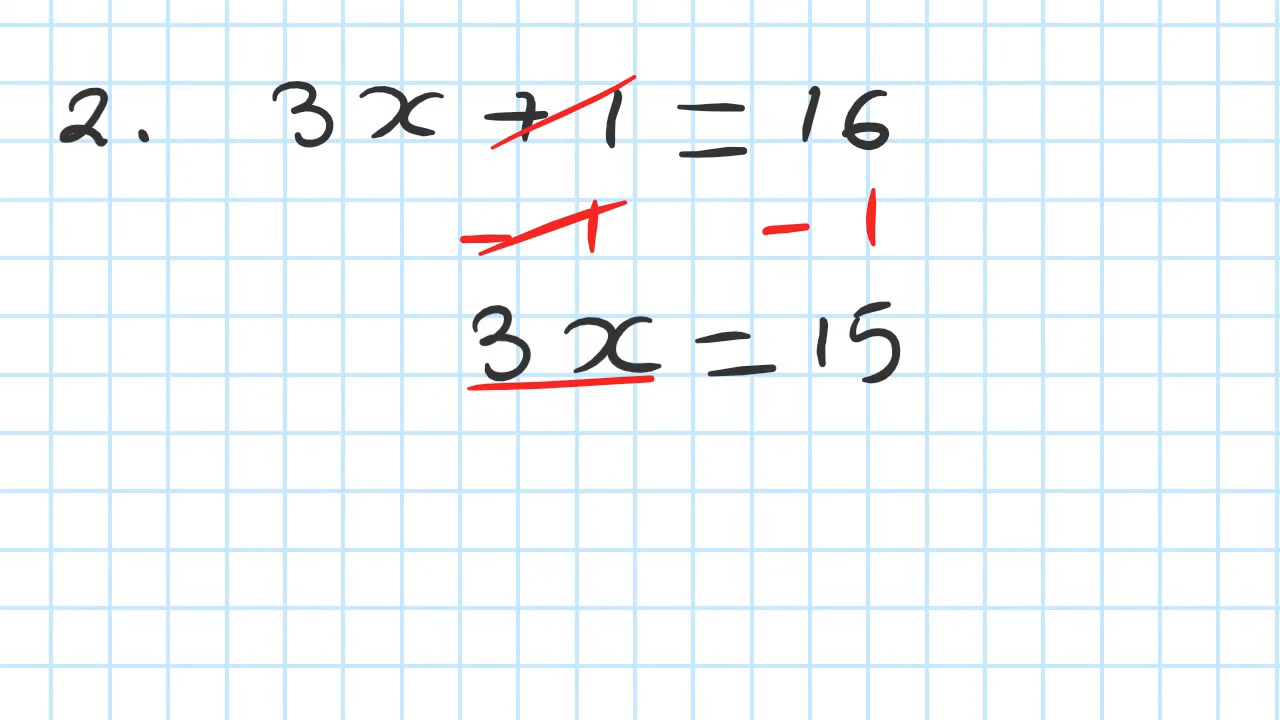 2. 3x + 1 = 16
- 1 - 1
3x = 15